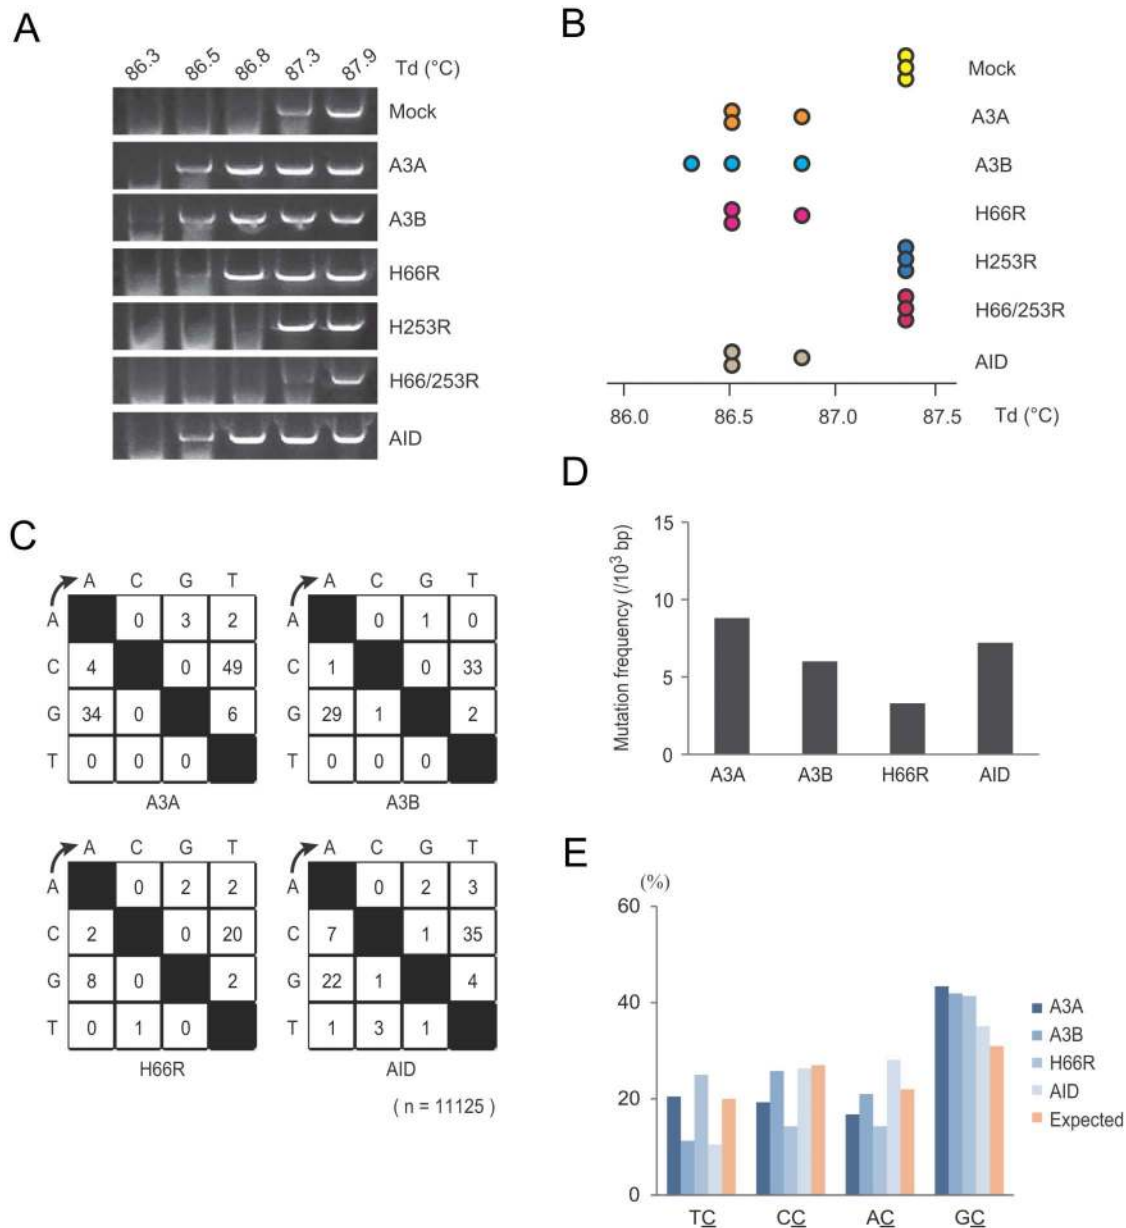 A
86.3 86.5 86.8 87.3 87.9 Td (°C)
Mock
A3A
A3B
H66R
H253R
H66/253R
AID
B
Mock
A3A
A3B
H66R
H253R
H66/253R
AID
86.0 86.5 87.0 87.5 Td (°C)
C
A C G T
A 0 3 2
C 4 0 49
G 34 0 6
T 0 0 0
A3A
A C G T
A 0 1 0
C 1 0 33
G 29 1 2
T 0 0 0
A3B
A C G T
A 0 2 2
C 2 0 20
G 8 0 2
T 0 1 0
H66R
A C G T
A 0 2 3
C 7 1 35
G 22 1 4
T 1 3 1
AID
( n = 11125 )
D
Mutation frequency (/10³ bp)
15
10
5
0
A3A A3B H66R AID
E
(%)
60
40
20
0
TC CC AC GC
A3A
A3B
H66R
AID
Expected